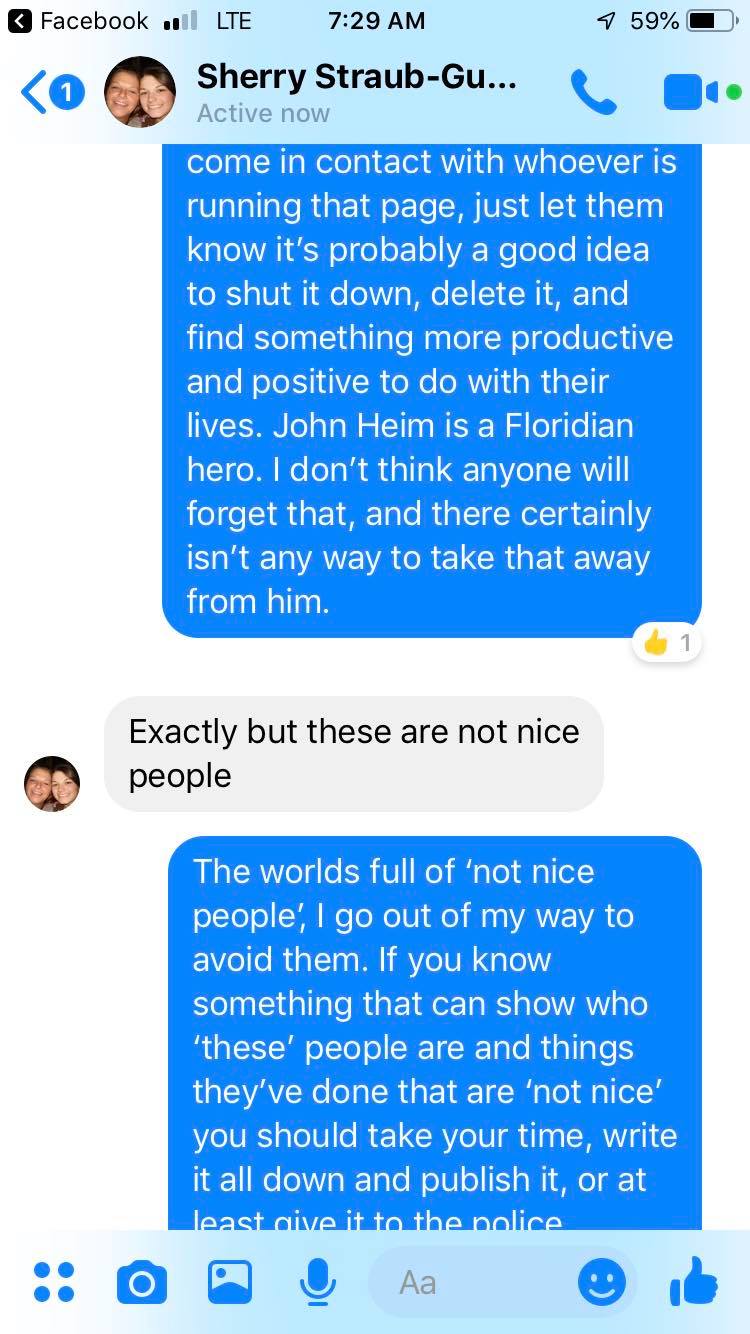 Facebook LTE 7:29 AM 59%
1 Sherry Straub-Gu...
Active now
come in contact with whoever is
running that page, just let them
know it’s probably a good idea
to shut it down, delete it, and
find something more productive
and positive to do with their
lives. John Heim is a Floridian
hero. I don’t think anyone will
forget that, and there certainly
isn’t any way to take that away
from him.
1
Exactly but these are not nice
people
The worlds full of ‘not nice
people’, I go out of my way to
avoid them. If you know
something that can show who
‘these’ people are and things
they’ve done that are ‘not nice’
you should take your time, write
it all down and publish it, or at
least give it to the police
Aa